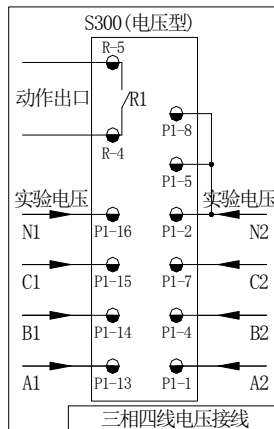 S300(电压型)
R-5
动作出口
R1
R-4
P1-8
P1-5
实验电压
实验电压
N1
P1-16
P1-2
N2
C1
P1-15
P1-7
C2
B1
P1-14
P1-4
B2
A1
P1-13
P1-1
A2
三相四线电压接线